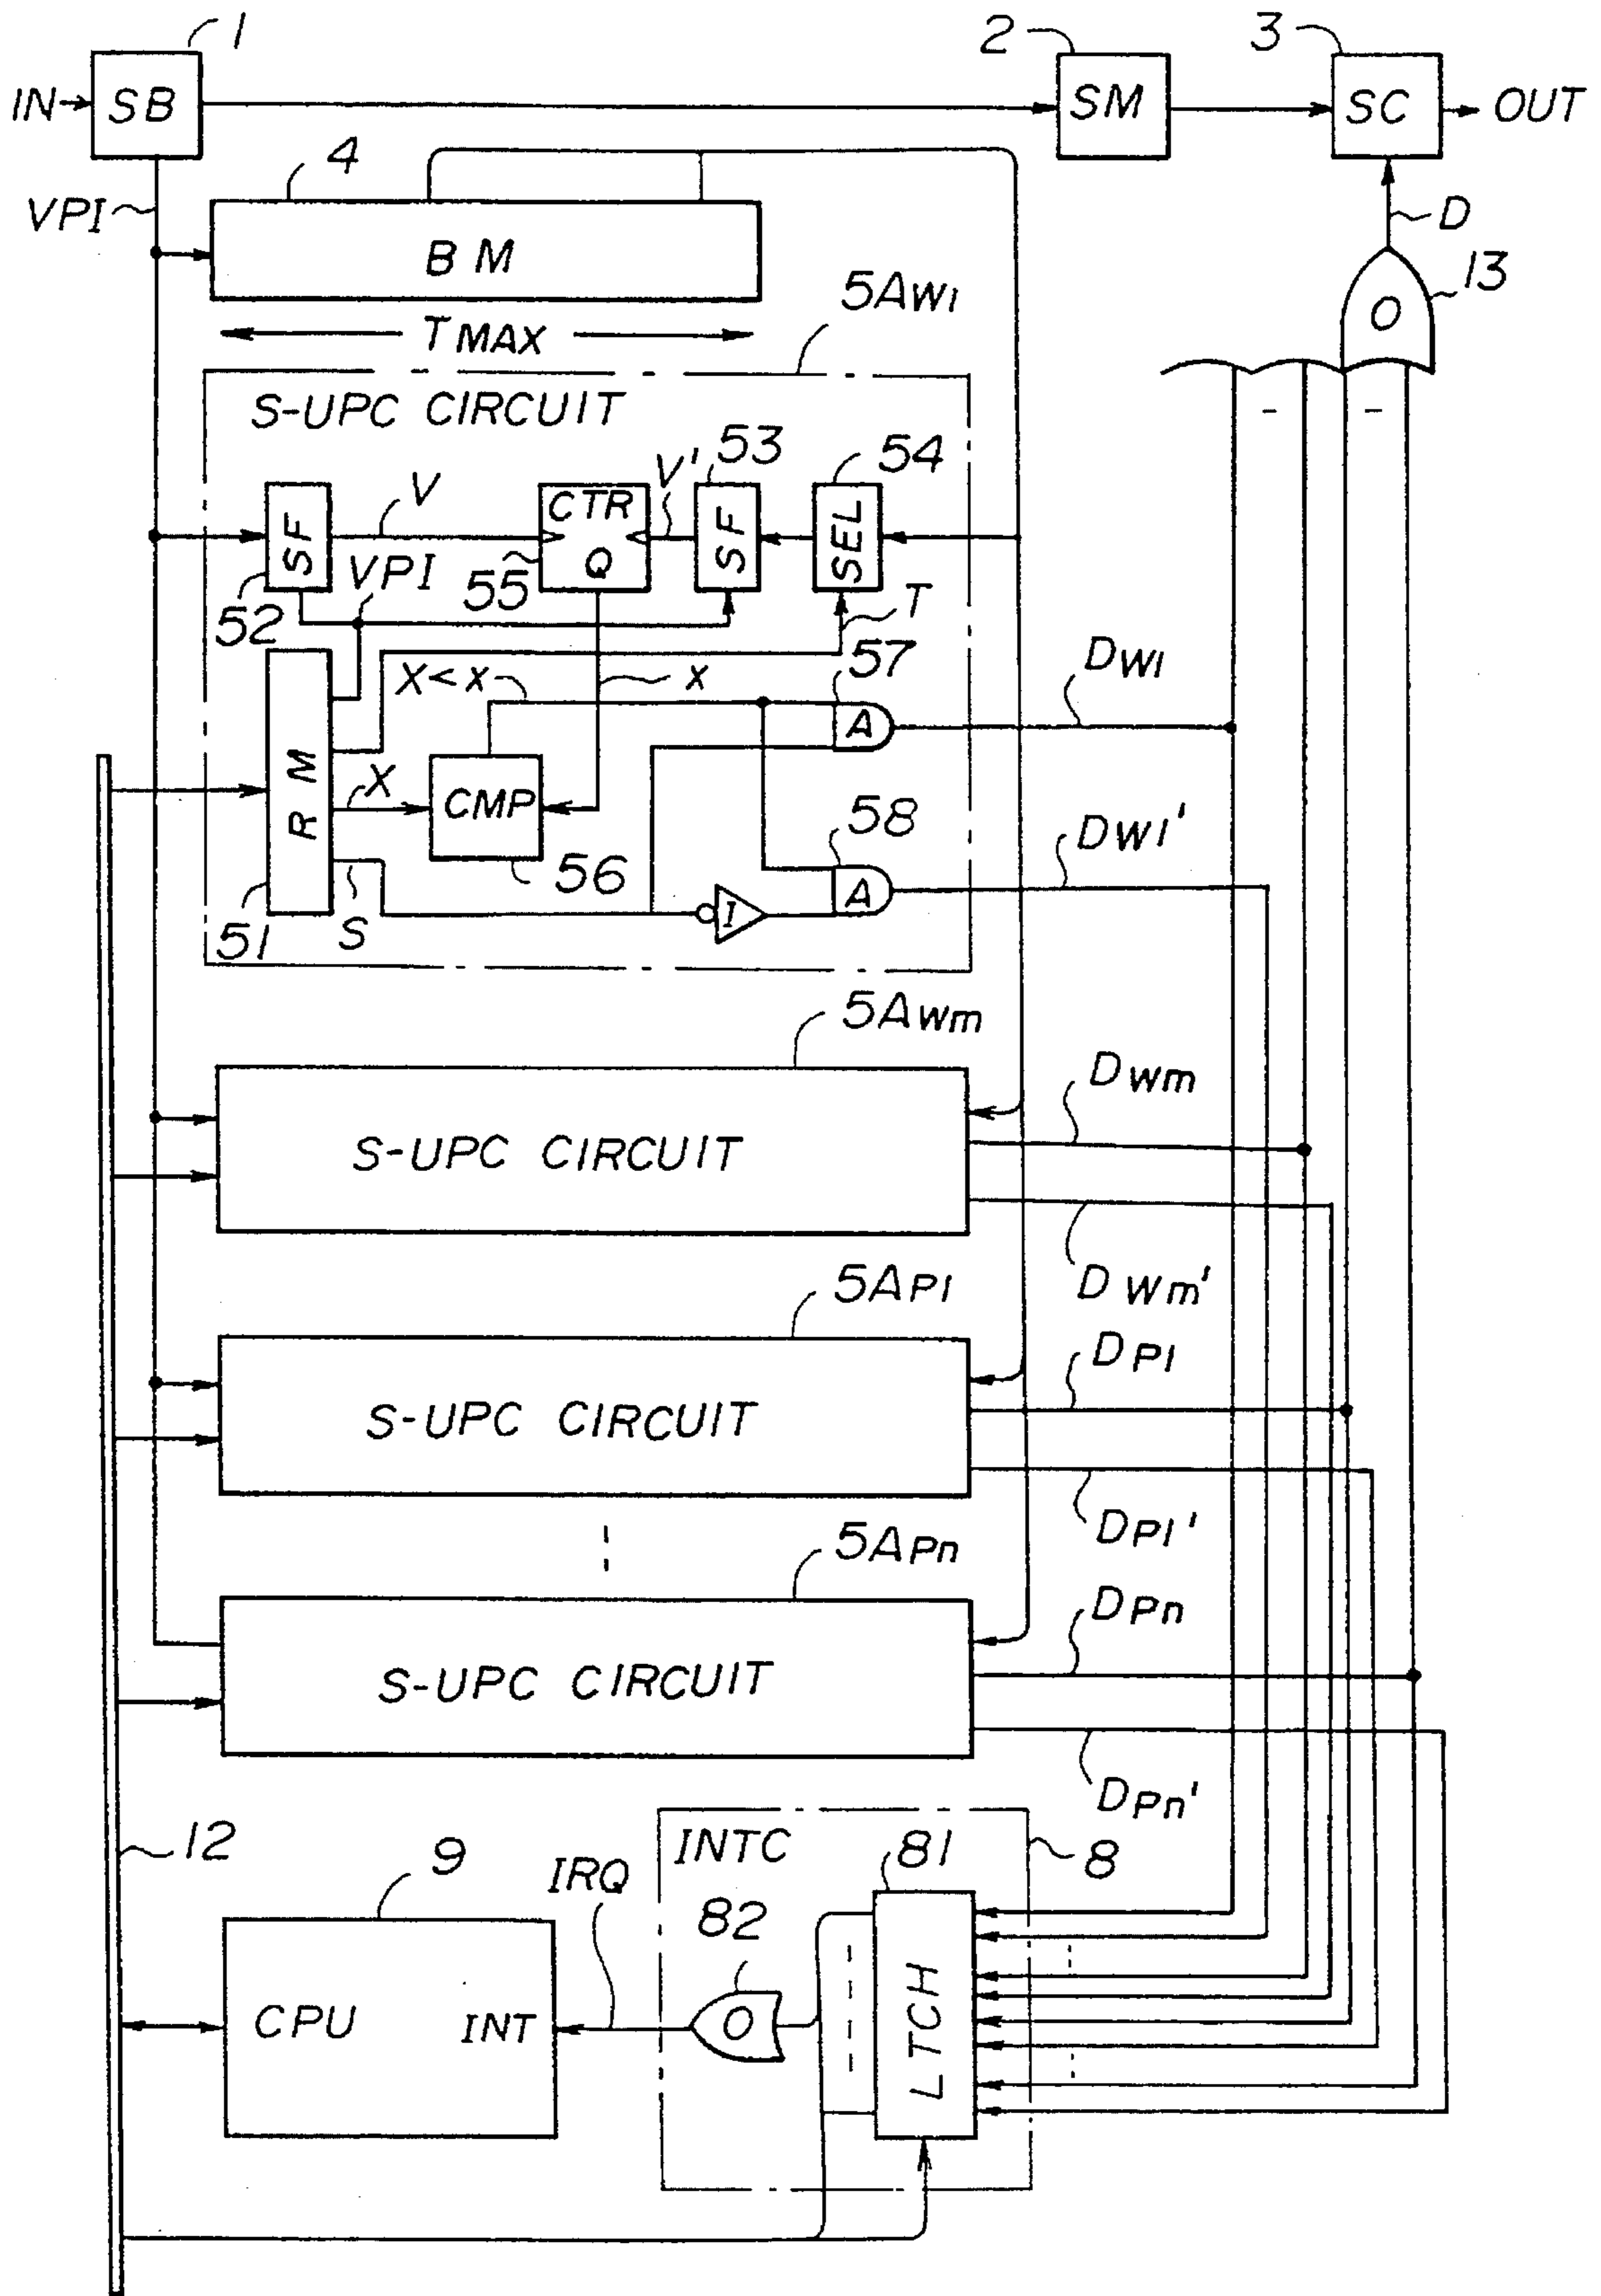 1
2
3
IN
SB
SM
SC
OUT
4
VPI
D
BM
13
O
TMAX
5AW1
S-UPC CIRCUIT
53
54
V
V'
SF
CTR
Q
SF
SEL
52
VPI
55
T
X<x
x
57
DW1
A
RM
X
CMP
58
DW1'
56
A
51
S
I
5AWm
DWm
S-UPC CIRCUIT
DWm'
5AP1
DP1
S-UPC CIRCUIT
DP1'
5APn
DPn
S-UPC CIRCUIT
DPn'
12
9
IRQ
INTC
81
8
82
CPU
INT
O
LTCH